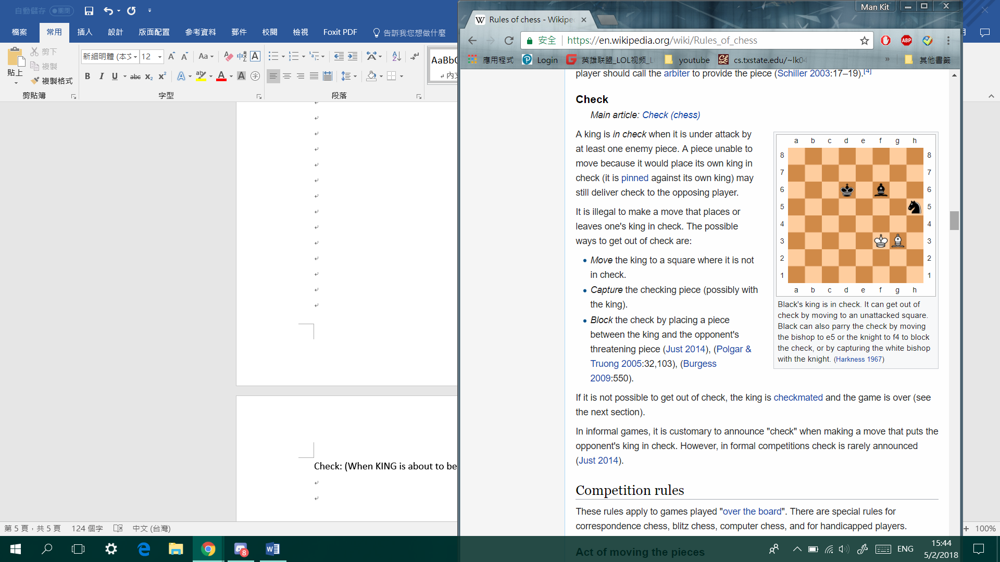 自動儲存 關閉
檔案 常用 插入 設計 版面配置 參考資料 郵件 校閱 檢視 Foxit PDF 告訴我您想做什麼
貼上
剪下
複製
複製格式
新細明體 (本文 12
剪貼簿 字型 段落
AaBbC
內文
Check: (When KING is about to be
第 5 頁，共 5 頁 124 個字 中文 (台灣)
100%
Man Kit
Rules of chess - Wikipe
安全 https://en.wikipedia.org/wiki/Rules_of_chess
ABP
應用程式 Login 英雄联盟_LOL视频_L youtube cs.txstate.edu/~lk04 » 其他書籤
player should call the arbiter to provide the piece (Schiller 2003:17–19).[4]
Check
Main article: Check (chess)
A king is in check when it is under attack by
at least one enemy piece. A piece unable to
move because it would place its own king in
check (it is pinned against its own king) may
still deliver check to the opposing player.
It is illegal to make a move that places or
leaves one's king in check. The possible
ways to get out of check are:
• Move the king to a square where it is not
in check.
• Capture the checking piece (possibly with
the king).
• Block the check by placing a piece
between the king and the opponent's
threatening piece (Just 2014), (Polgar &
Truong 2005:32,103), (Burgess
2009:550).
a b c d e f g h
8 8
7 7
6 6
5 5
4 4
3 3
2 2
1 1
a b c d e f g h
Black's king is in check. It can get out of
check by moving to an unattacked square.
Black can also parry the check by moving
the bishop to e5 or the knight to f4 to block
the check, or by capturing the white bishop
with the knight. (Harkness 1967)
If it is not possible to get out of check, the king is checkmated and the game is over (see
the next section).
In informal games, it is customary to announce "check" when making a move that puts the
opponent's king in check. However, in formal competitions check is rarely announced
(Just 2014).
Competition rules
These rules apply to games played "over the board". There are special rules for
correspondence chess, blitz chess, computer chess, and for handicapped players.
Act of moving the pieces
8
ENG
15:44
5/2/2018